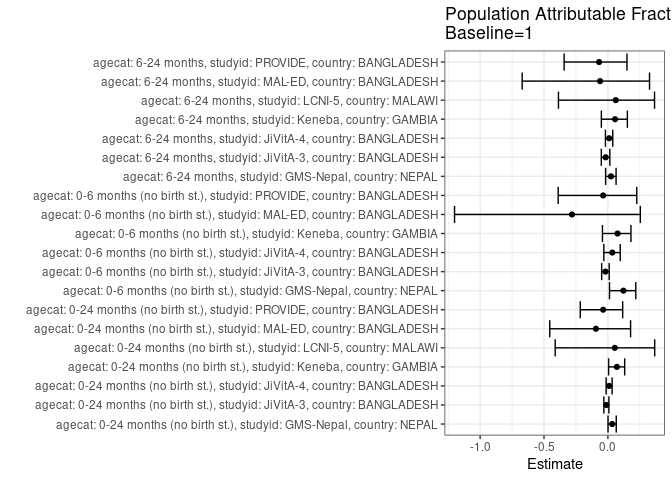 Population Attributable Fract
Baseline=1
agecat: 6-24 months, studyid: PROVIDE, country: BANGLADESH
agecat: 6-24 months, studyid: MAL-ED, country: BANGLADESH
agecat: 6-24 months, studyid: LCNI-5, country: MALAWI
agecat: 6-24 months, studyid: Keneba, country: GAMBIA
agecat: 6-24 months, studyid: JiVitA-4, country: BANGLADESH
agecat: 6-24 months, studyid: JiVitA-3, country: BANGLADESH
agecat: 6-24 months, studyid: GMS-Nepal, country: NEPAL
agecat: 0-6 months (no birth st.), studyid: PROVIDE, country: BANGLADESH
agecat: 0-6 months (no birth st.), studyid: MAL-ED, country: BANGLADESH
agecat: 0-6 months (no birth st.), studyid: Keneba, country: GAMBIA
agecat: 0-6 months (no birth st.), studyid: JiVitA-4, country: BANGLADESH
agecat: 0-6 months (no birth st.), studyid: JiVitA-3, country: BANGLADESH
agecat: 0-6 months (no birth st.), studyid: GMS-Nepal, country: NEPAL
agecat: 0-24 months (no birth st.), studyid: PROVIDE, country: BANGLADESH
agecat: 0-24 months (no birth st.), studyid: MAL-ED, country: BANGLADESH
agecat: 0-24 months (no birth st.), studyid: LCNI-5, country: MALAWI
agecat: 0-24 months (no birth st.), studyid: Keneba, country: GAMBIA
agecat: 0-24 months (no birth st.), studyid: JiVitA-4, country: BANGLADESH
agecat: 0-24 months (no birth st.), studyid: JiVitA-3, country: BANGLADESH
agecat: 0-24 months (no birth st.), studyid: GMS-Nepal, country: NEPAL
-1.0 -0.5 0.0
Estimate